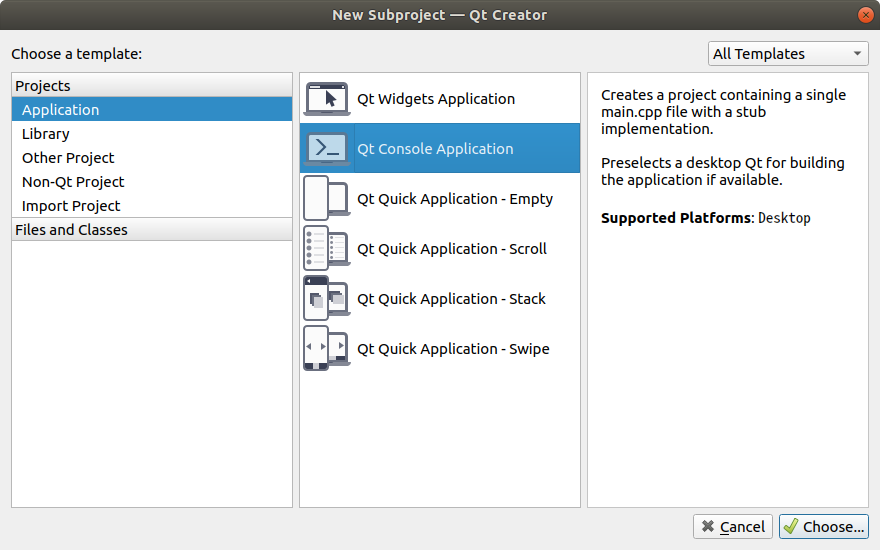 New Subproject — Qt Creator
Choose a template:
All Templates
Projects
Application
Library
Other Project
Non-Qt Project
Import Project
Files and Classes
Qt Widgets Application
Qt Console Application
Qt Quick Application - Empty
Qt Quick Application - Scroll
Qt Quick Application - Stack
Qt Quick Application - Swipe
Creates a project containing a single
main.cpp file with a stub
implementation.
Preselects a desktop Qt for building
the application if available.
Supported Platforms: Desktop
Cancel
Choose...